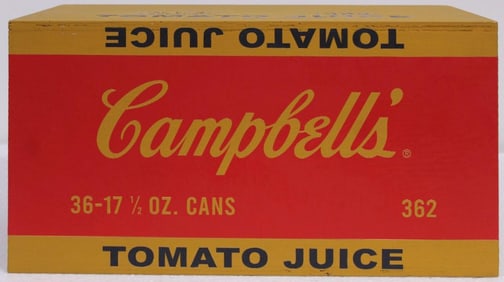 TOMATO JUICE
Campbell's®
36-17 ½ OZ. CANS
362
TOMATO JUICE